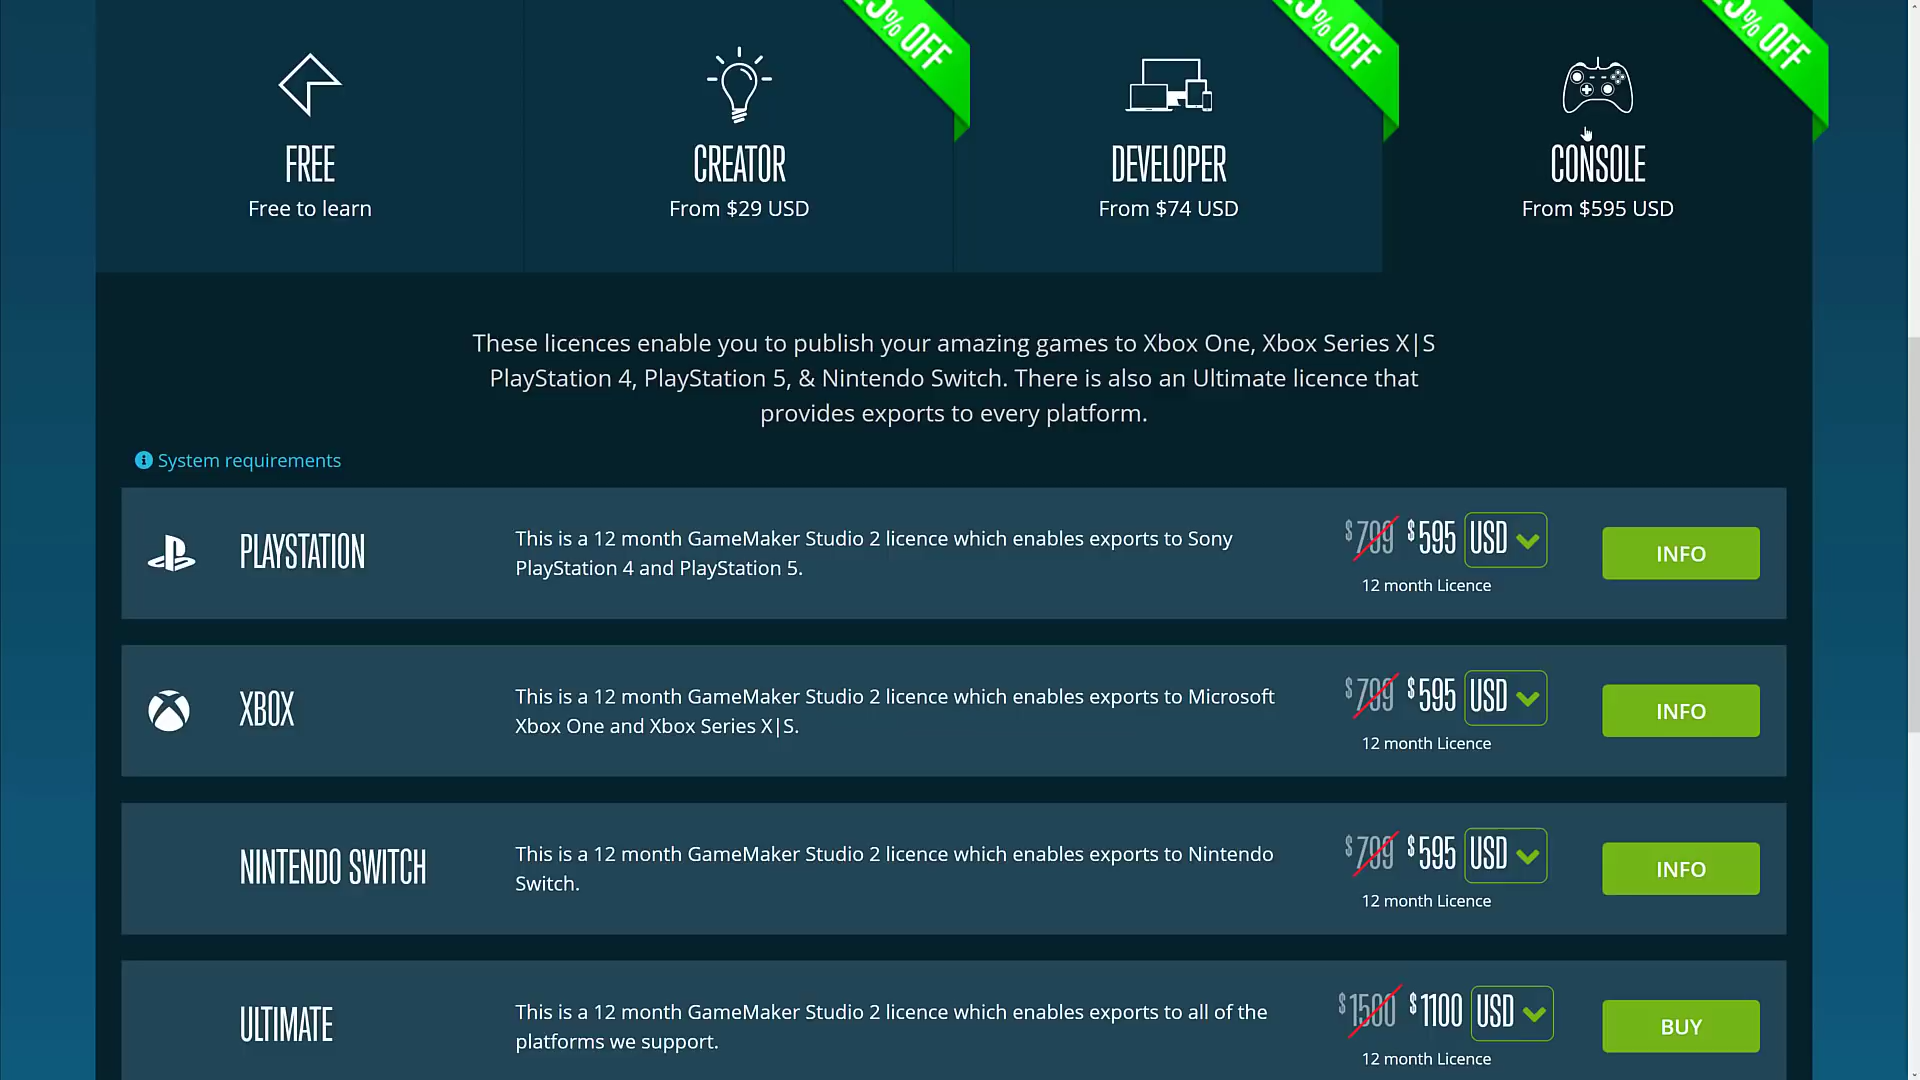 % OFF
% OFF
% OFF
FREE
Free to learn
CREATOR
From $29 USD
DEVELOPER
From $74 USD
CONSOLE
From $595 USD
These licences enable you to publish your amazing games to Xbox One, Xbox Series X|S
PlayStation 4, PlayStation 5, & Nintendo Switch. There is also an Ultimate licence that
provides exports to every platform.
System requirements
PLAYSTATION
This is a 12 month GameMaker Studio 2 licence which enables exports to Sony
PlayStation 4 and PlayStation 5.
$799 $595 USD
12 month Licence
INFO
XBOX
This is a 12 month GameMaker Studio 2 licence which enables exports to Microsoft
Xbox One and Xbox Series X|S.
$799 $595 USD
12 month Licence
INFO
NINTENDO SWITCH
This is a 12 month GameMaker Studio 2 licence which enables exports to Nintendo
Switch.
$799 $595 USD
12 month Licence
INFO
ULTIMATE
This is a 12 month GameMaker Studio 2 licence which enables exports to all of the
platforms we support.
$1500 $1100 USD
12 month Licence
BUY